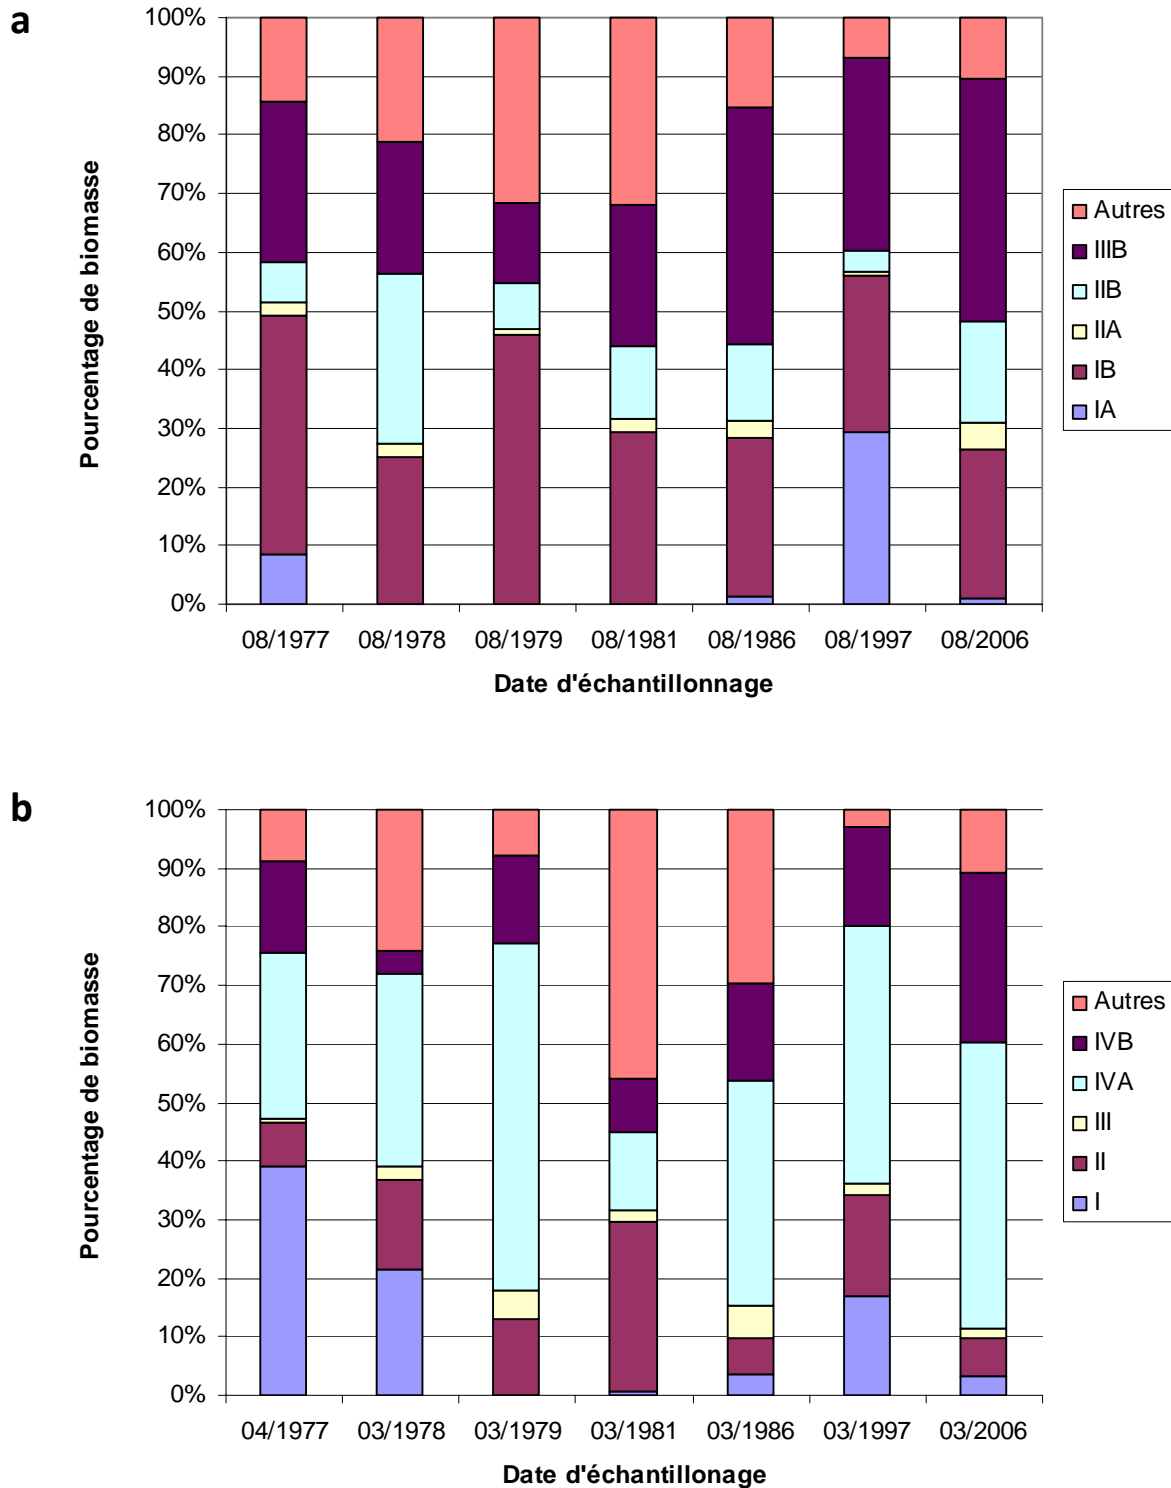 a
100%
90%
80%
70%
60%
50%
40%
30%
20%
10%
0%
Pourcentage de biomasse
08/1977 08/1978 08/1979 08/1981 08/1986 08/1997 08/2006
Date d'échantillonnage
Autres
IIIB
IIB
IIA
IB
IA
b
100%
90%
80%
70%
60%
50%
40%
30%
20%
10%
0%
Pourcentage de biomasse
04/1977 03/1978 03/1979 03/1981 03/1986 03/1997 03/2006
Date d'échantillonage
Autres
IVB
IVA
III
II
I